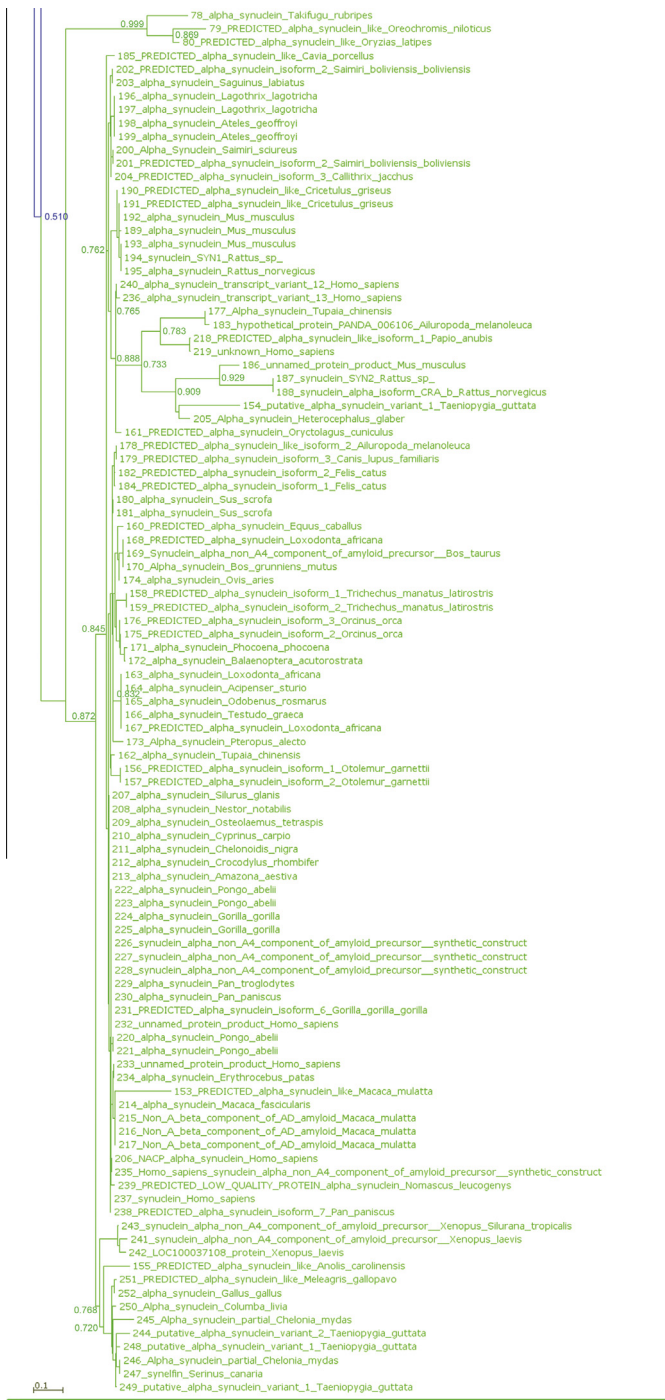 78_alpha_synuclein_Takifugu_rubripes
0.999
79_PREDICTED_alpha_synuclein_like_Oreochromis_niloticus
0.869
80_PREDICTED_alpha_synuclein_like_Oryzias_latipes
185_PREDICTED_alpha_synuclein_like_Cavia_porcellus
202_PREDICTED_alpha_synuclein_isoform_2_Saimiri_boliviensis_boliviensis
203_alpha_synuclein_Saguinus_labiatus
196_alpha_synuclein_Lagothrix_lagotricha
197_alpha_synuclein_Lagothrix_lagotricha
198_alpha_synuclein_Ateles_geoffroyi
199_alpha_synuclein_Ateles_geoffroyi
200_Alpha_Synuclein_Saimiri_sciureus
201_PREDICTED_alpha_synuclein_isoform_2_Saimiri_boliviensis_boliviensis
204_PREDICTED_alpha_synuclein_isoform_3_Callithrix_jacchus
190_PREDICTED_alpha_synuclein_like_Cricetulus_griseus
191_PREDICTED_alpha_synuclein_like_Cricetulus_griseus
192_alpha_synuclein_Mus_musculus
0.510
189_alpha_synuclein_Mus_musculus
193_alpha_synuclein_Mus_musculus
0.762
194_synuclein_SYN1_Rattus_sp_
195_alpha_synuclein_Rattus_norvegicus
240_alpha_synuclein_transcript_variant_12_Homo_sapiens
236_alpha_synuclein_transcript_variant_13_Homo_sapiens
0.765
177_Alpha_synuclein_Tupaia_chinensis
183_hypothetical_protein_PANDA_006106_Ailuropoda_melanoleuca
0.783
218_PREDICTED_alpha_synuclein_like_isoform_1_Papio_anubis
219_unknown_Homo_sapiens
0.888
0.733
186_unnamed_protein_product_Mus_musculus
187_synuclein_SYN2_Rattus_sp_
0.929
188_synuclein_alpha_isoform_CRA_b_Rattus_norvegicus
0.909
154_putative_alpha_synuclein_variant_1_Taeniopygia_guttata
205_Alpha_synuclein_Heterocephalus_glaber
161_PREDICTED_alpha_synuclein_Oryctolagus_cuniculus
178_PREDICTED_alpha_synuclein_like_isoform_2_Ailuropoda_melanoleuca
179_PREDICTED_alpha_synuclein_isoform_3_Canis_lupus_familiaris
182_PREDICTED_alpha_synuclein_isoform_2_Felis_catus
184_PREDICTED_alpha_synuclein_isoform_1_Felis_catus
180_alpha_synuclein_Sus_scrofa
181_alpha_synuclein_Sus_scrofa
160_PREDICTED_alpha_synuclein_Equus_caballus
168_PREDICTED_alpha_synuclein_Loxodonta_africana
169_Synuclein_alpha_non_A4_component_of_amyloid_precursor__Bos_taurus
170_Alpha_synuclein_Bos_grunniens_mutus
174_alpha_synuclein_Ovis_aries
158_PREDICTED_alpha_synuclein_isoform_1_Trichechus_manatus_latirostris
159_PREDICTED_alpha_synuclein_isoform_2_Trichechus_manatus_latirostris
176_PREDICTED_alpha_synuclein_isoform_3_Orcinus_orca
0.845
175_PREDICTED_alpha_synuclein_isoform_2_Orcinus_orca
171_alpha_synuclein_Phocoena_phocoena
172_alpha_synuclein_Balaenoptera_acutorostrata
163_alpha_synuclein_Loxodonta_africana
164_alpha_synuclein_Acipenser_sturio
0.832
165_alpha_synuclein_Odobenus_rosmarus
166_alpha_synuclein_Testudo_graeca
0.872
167_PREDICTED_alpha_synuclein_Loxodonta_africana
173_Alpha_synuclein_Pteropus_alecto
162_alpha_synuclein_Tupaia_chinensis
156_PREDICTED_alpha_synuclein_isoform_1_Otolemur_garnettii
157_PREDICTED_alpha_synuclein_isoform_2_Otolemur_garnettii
207_alpha_synuclein_Silurus_glanis
208_alpha_synuclein_Nestor_notabilis
209_alpha_synuclein_Osteolaemus_tetraspis
210_alpha_synuclein_Cyprinus_carpio
211_alpha_synuclein_Chelonoidis_nigra
212_alpha_synuclein_Crocodylus_rhombifer
213_alpha_synuclein_Amazona_aestiva
222_alpha_synuclein_Pongo_abelii
223_alpha_synuclein_Pongo_abelii
224_alpha_synuclein_Gorilla_gorilla
225_alpha_synuclein_Gorilla_gorilla
226_synuclein_alpha_non_A4_component_of_amyloid_precursor__synthetic_construct
227_synuclein_alpha_non_A4_component_of_amyloid_precursor__synthetic_construct
228_synuclein_alpha_non_A4_component_of_amyloid_precursor__synthetic_construct
229_alpha_synuclein_Pan_troglodytes
230_alpha_synuclein_Pan_paniscus
231_PREDICTED_alpha_synuclein_isoform_6_Gorilla_gorilla_gorilla
232_unnamed_protein_product_Homo_sapiens
220_alpha_synuclein_Pongo_abelii
221_alpha_synuclein_Pongo_abelii
233_unnamed_protein_product_Homo_sapiens
234_alpha_synuclein_Erythrocebus_patas
153_PREDICTED_alpha_synuclein_like_Macaca_mulatta
214_alpha_synuclein_Macaca_fascicularis
215_Non_A_beta_component_of_AD_amyloid_Macaca_mulatta
216_Non_A_beta_component_of_AD_amyloid_Macaca_mulatta
217_Non_A_beta_component_of_AD_amyloid_Macaca_mulatta
206_NACP_alpha_synuclein_Homo_sapiens
235_Homo_sapiens_synuclein_alpha_non_A4_component_of_amyloid_precursor__synthetic_construct
239_PREDICTED_LOW_QUALITY_PROTEIN_alpha_synuclein_Nomascus_leucogenys
237_synuclein_Homo_sapiens
238_PREDICTED_alpha_synuclein_isoform_7_Pan_paniscus
243_synuclein_alpha_non_A4_component_of_amyloid_precursor__Xenopus_Silurana_tropicalis
241_synuclein_alpha_non_A4_component_of_amyloid_precursor__Xenopus_laevis
242_LOC100037108_protein_Xenopus_laevis
155_PREDICTED_alpha_synuclein_like_Anolis_carolinensis
251_PREDICTED_alpha_synuclein_like_Meleagris_gallopavo
252_alpha_synuclein_Gallus_gallus
250_Alpha_synuclein_Columba_livia
0.768
245_Alpha_synuclein_partial_Chelonia_mydas
0.720
244_putative_alpha_synuclein_variant_2_Taeniopygia_guttata
248_putative_alpha_synuclein_variant_1_Taeniopygia_guttata
246_Alpha_synuclein_partial_Chelonia_mydas
247_synelfin_Serinus_canaria
0.1
249_putative_alpha_synuclein_variant_1_Taeniopygia_guttata